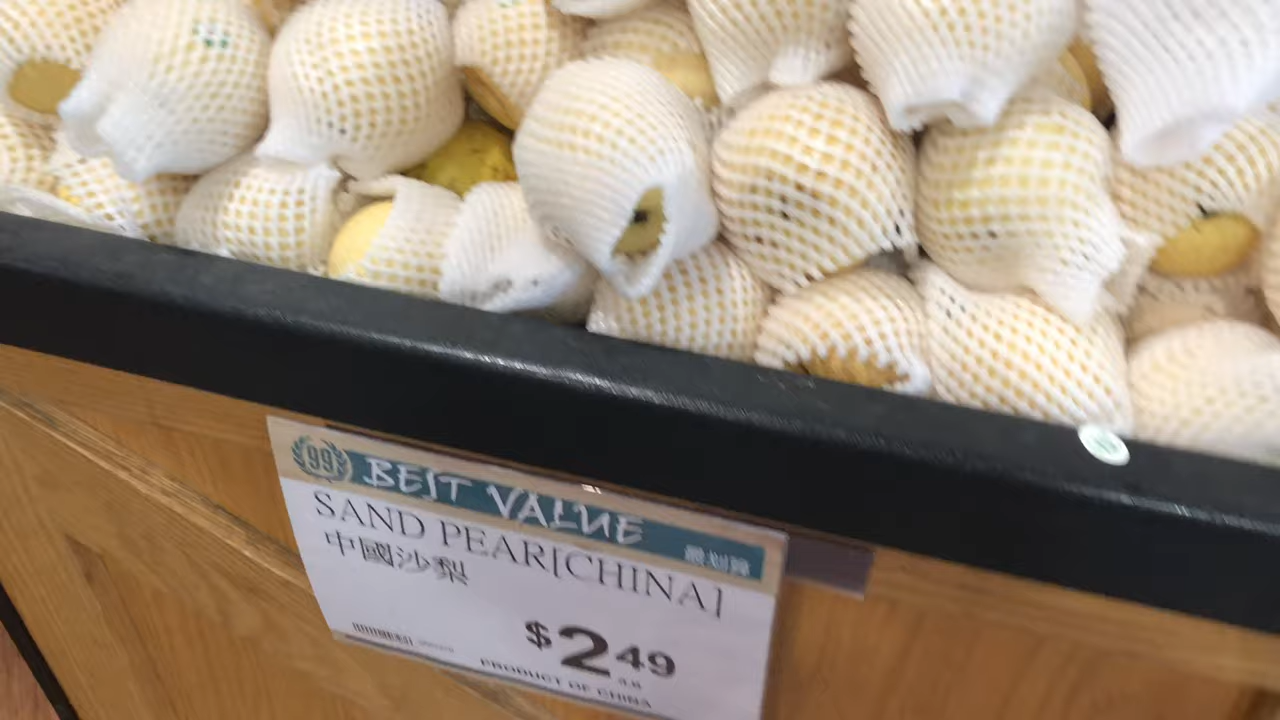 99 BEST VALUE 最划算
SAND PEAR[CHINA]
中國沙梨
$2.49
PRODUCT OF CHINA